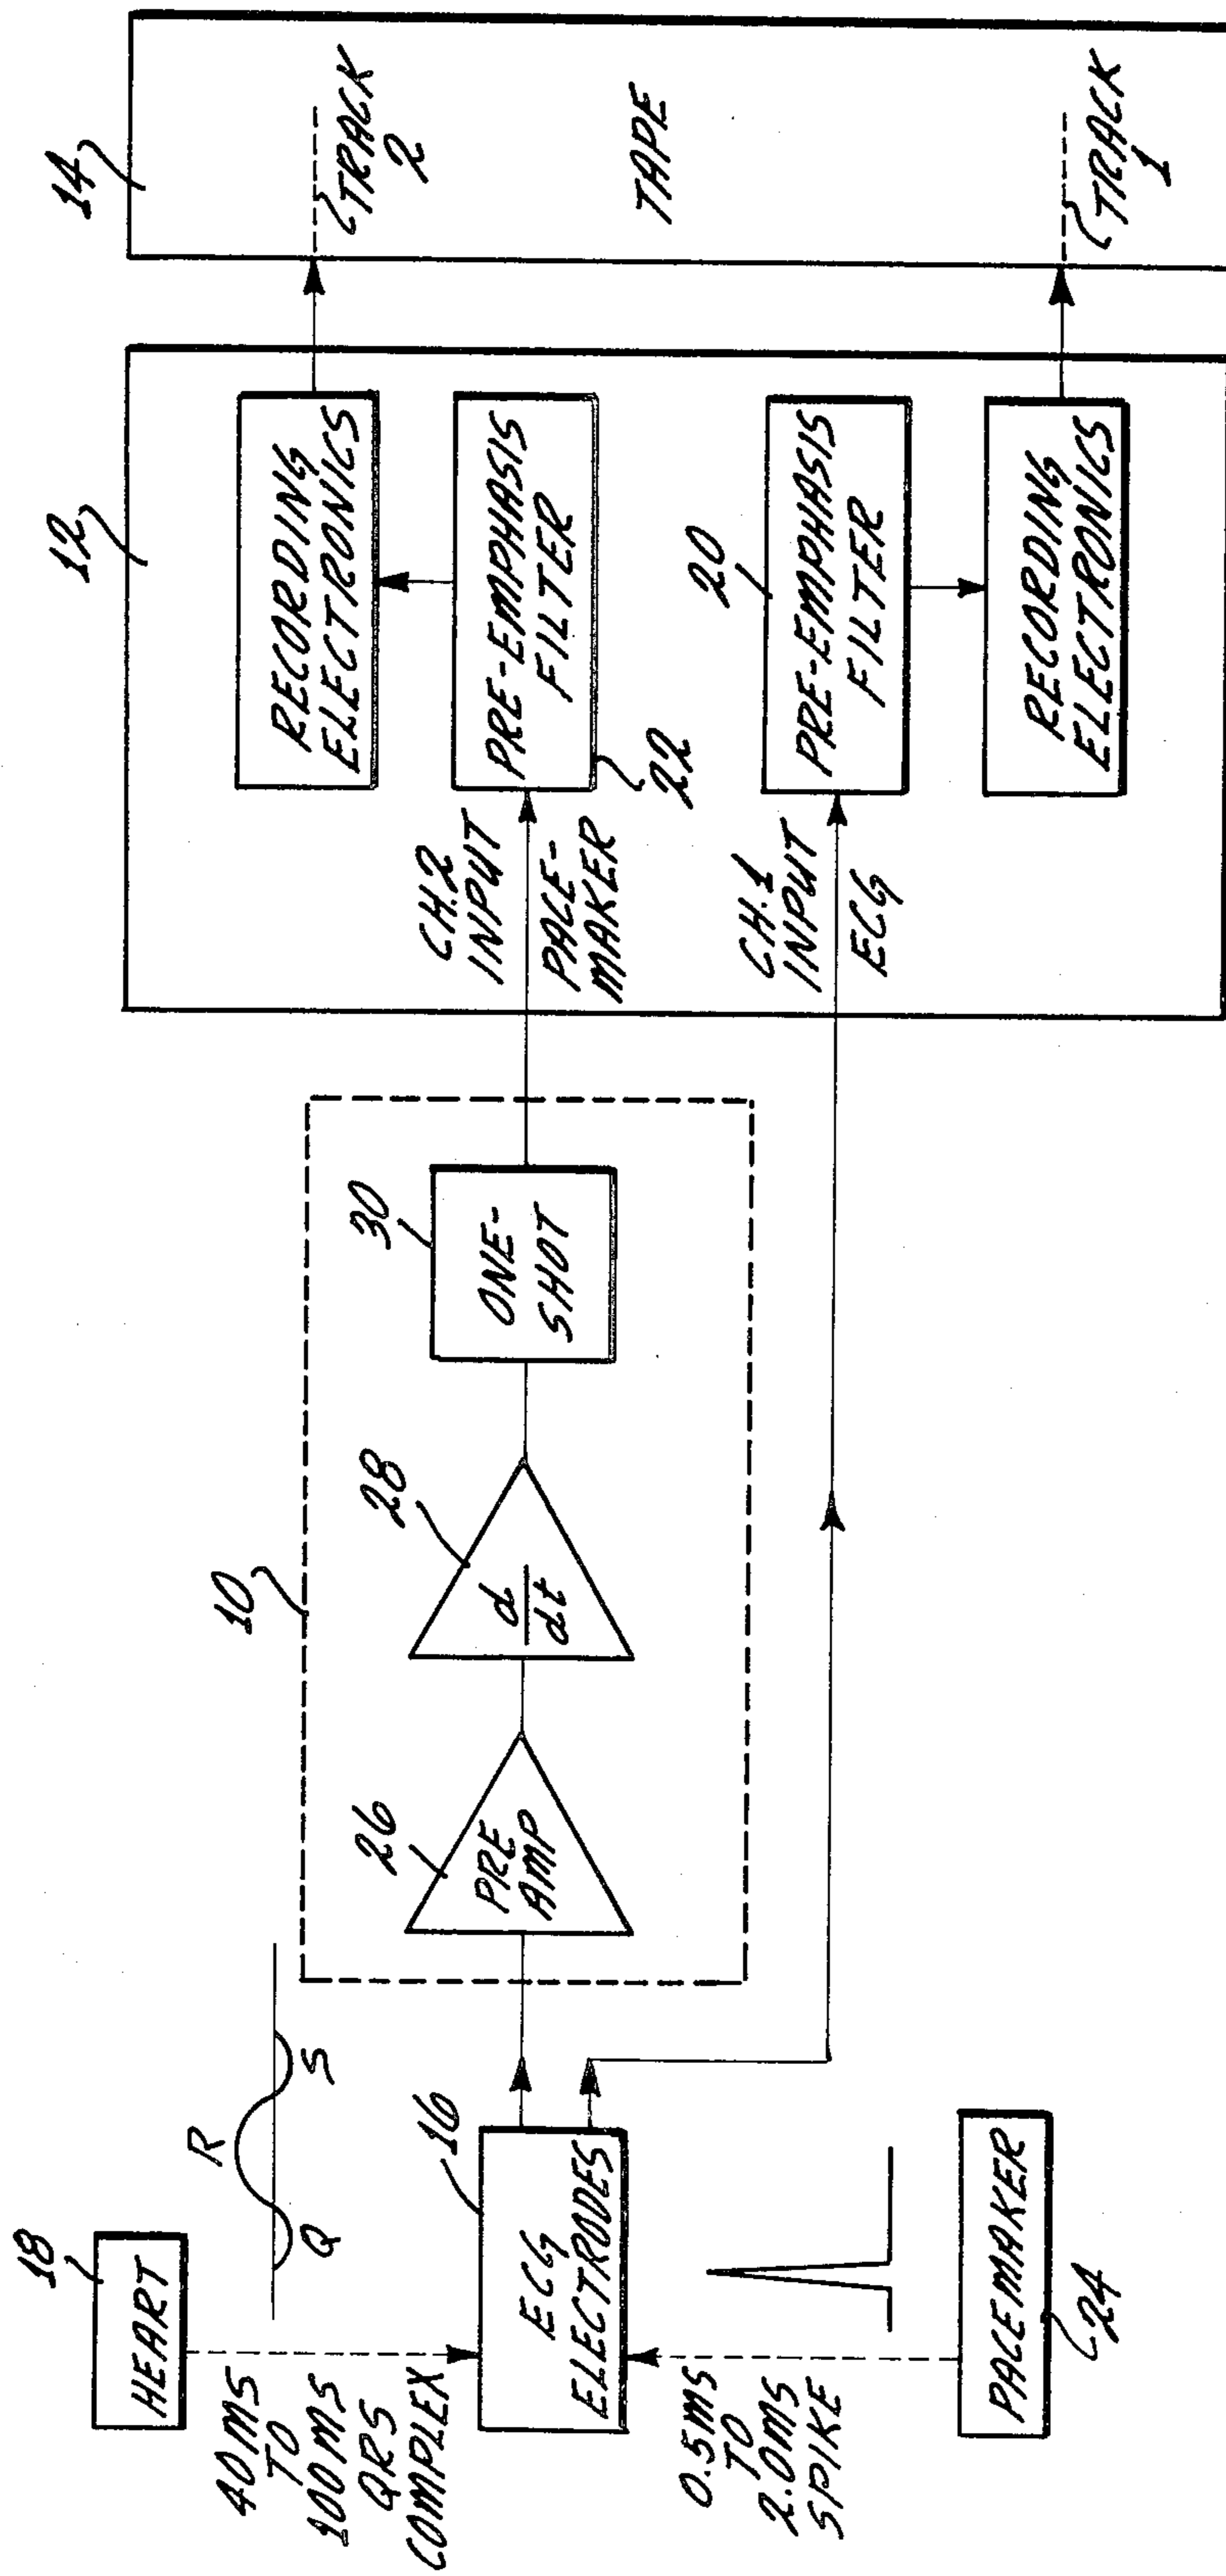 18
HEART
40MS
TO
100MS
QRS
COMPLEX
Q
R
S
16
ECG
ELECTRODES
0.5MS
TO
2.0MS
SPIKE
PACEMAKER
24
10
26
PRE
AMP
28
d
dt
30
ONE-
SHOT
12
CH.2
INPUT
PACE-
MAKER
RECORDING
ELECTRONICS
PRE-EMPHASIS
FILTER
22
CH.1
INPUT
ECG
20
PRE-EMPHASIS
FILTER
RECORDING
ELECTRONICS
14
TRACK
2
TAPE
TRACK
1